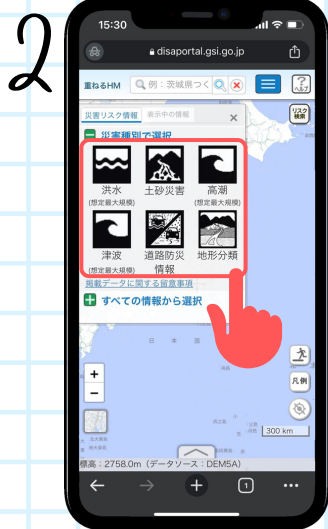 2
15:30
disaportal.gsi.go.jp
重ねるHM
例：茨城県つく
?
ヘルプ
災害リスク情報
表示中の情報
×
リスク
検索
災害種別で選択
洪水
(想定最大規模)
土砂災害
高潮
(想定最大規模)
津波
(想定最大規模)
道路防災
情報
地形分類
掲載データに関する留意事項
+ すべての情報から選択
日 本 海
+
−
凡例
300 km
標高：2758.0m（データソース：DEM5A）
1